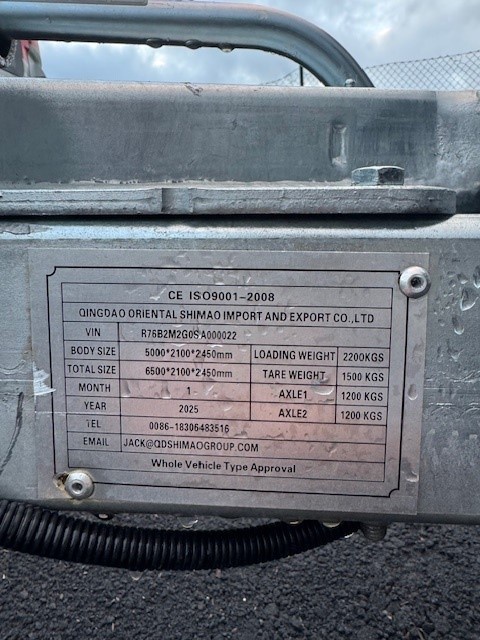 CE ISO9001-2008
QINGDAO ORIENTAL SHIMAO IMPORT AND EXPORT CO.,LTD
VIN R76B2M2G0SA000022
BODY SIZE 5000*2100*2450mm LOADING WEIGHT 2200KGS
TOTAL SIZE 6500*2100*2450mm TARE WEIGHT 1500 KGS
MONTH 1 AXLE1 1200 KGS
YEAR 2025 AXLE2 1200 KGS
TEL 0086-18306483516
EMAIL JACK@QDSHIMAOGROUP.COM
Whole Vehicle Type Approval